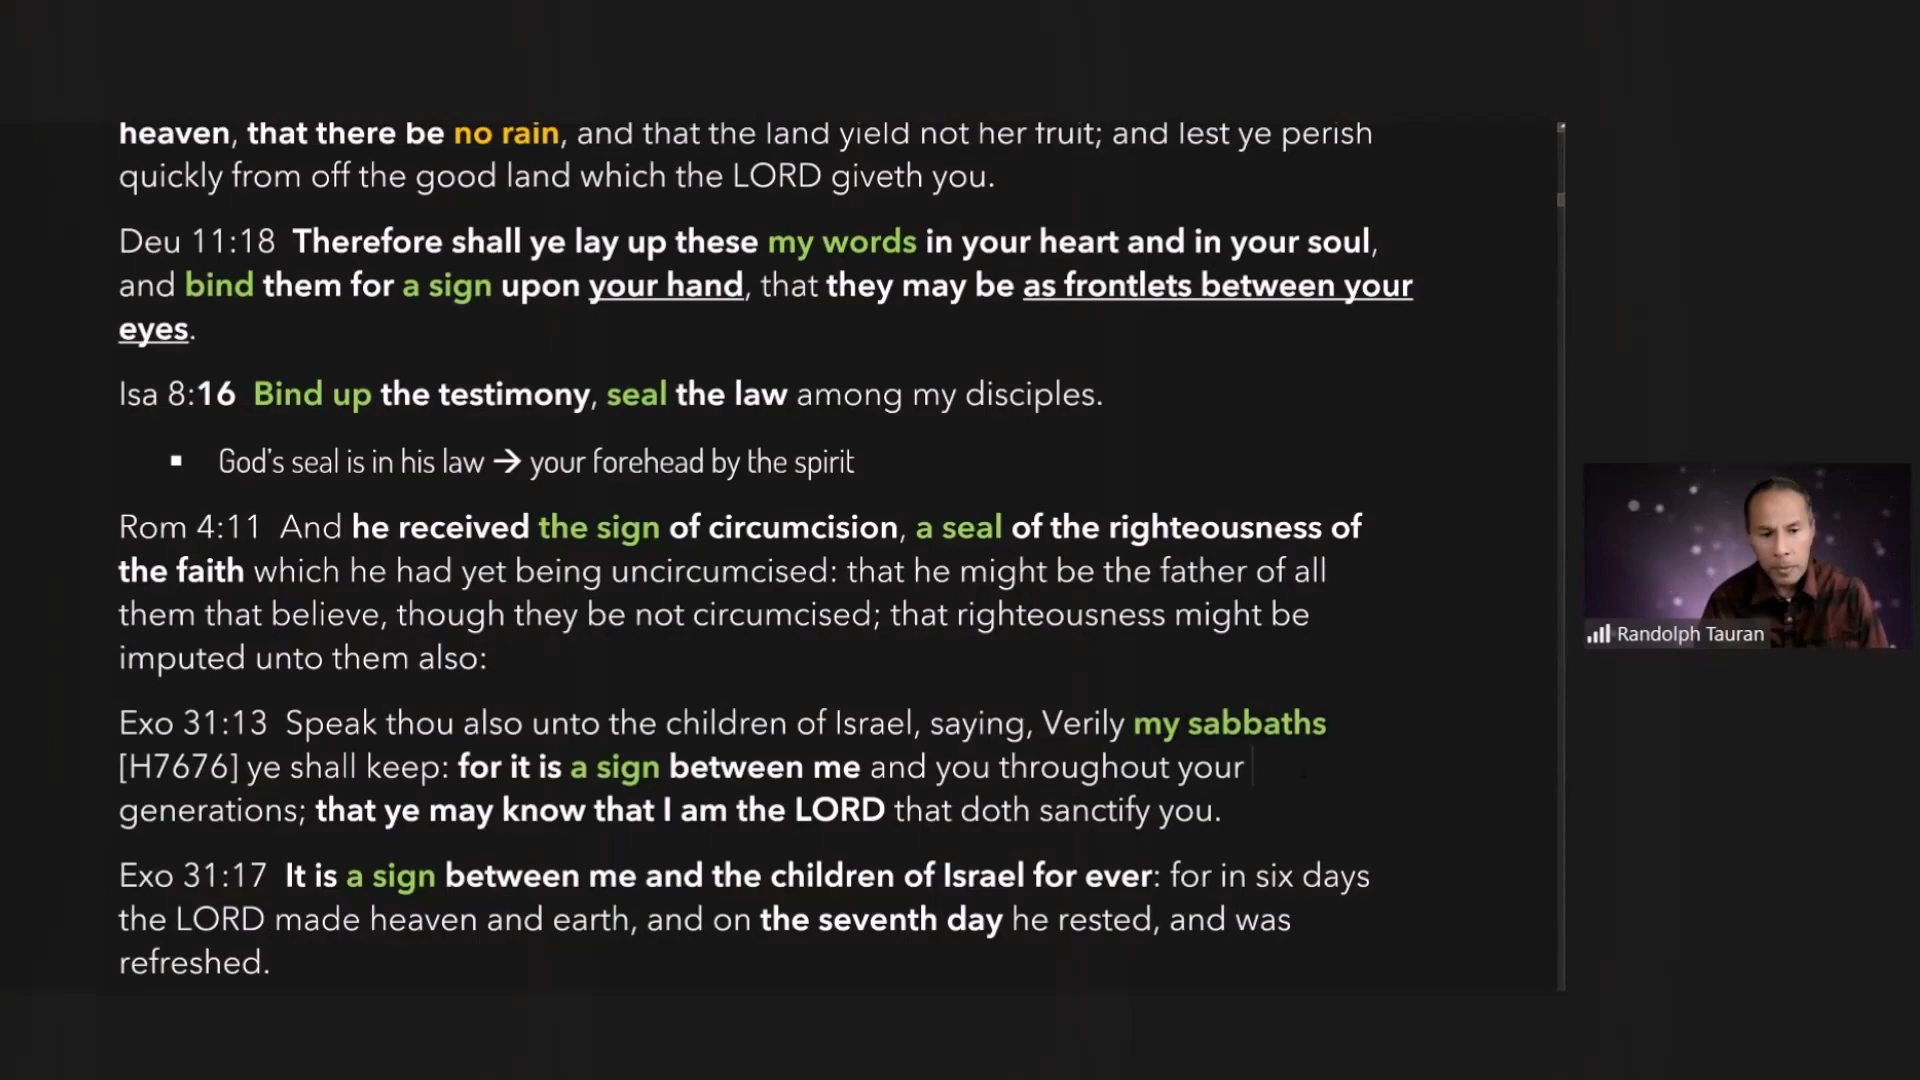 heaven, that there be no rain, and that the land yield not her fruit; and lest ye perish
quickly from off the good land which the LORD giveth you.
Deu 11:18 Therefore shall ye lay up these my words in your heart and in your soul,
and bind them for a sign upon your hand, that they may be as frontlets between your
eyes.
Isa 8:16 Bind up the testimony, seal the law among my disciples.
▪ God's seal is in his law → your forehead by the spirit
Rom 4:11 And he received the sign of circumcision, a seal of the righteousness of
the faith which he had yet being uncircumcised: that he might be the father of all
them that believe, though they be not circumcised; that righteousness might be
imputed unto them also:
Exo 31:13 Speak thou also unto the children of Israel, saying, Verily my sabbaths
[H7676] ye shall keep: for it is a sign between me and you throughout your
generations; that ye may know that I am the LORD that doth sanctify you.
Exo 31:17 It is a sign between me and the children of Israel for ever: for in six days
the LORD made heaven and earth, and on the seventh day he rested, and was
refreshed.
Randolph Tauran